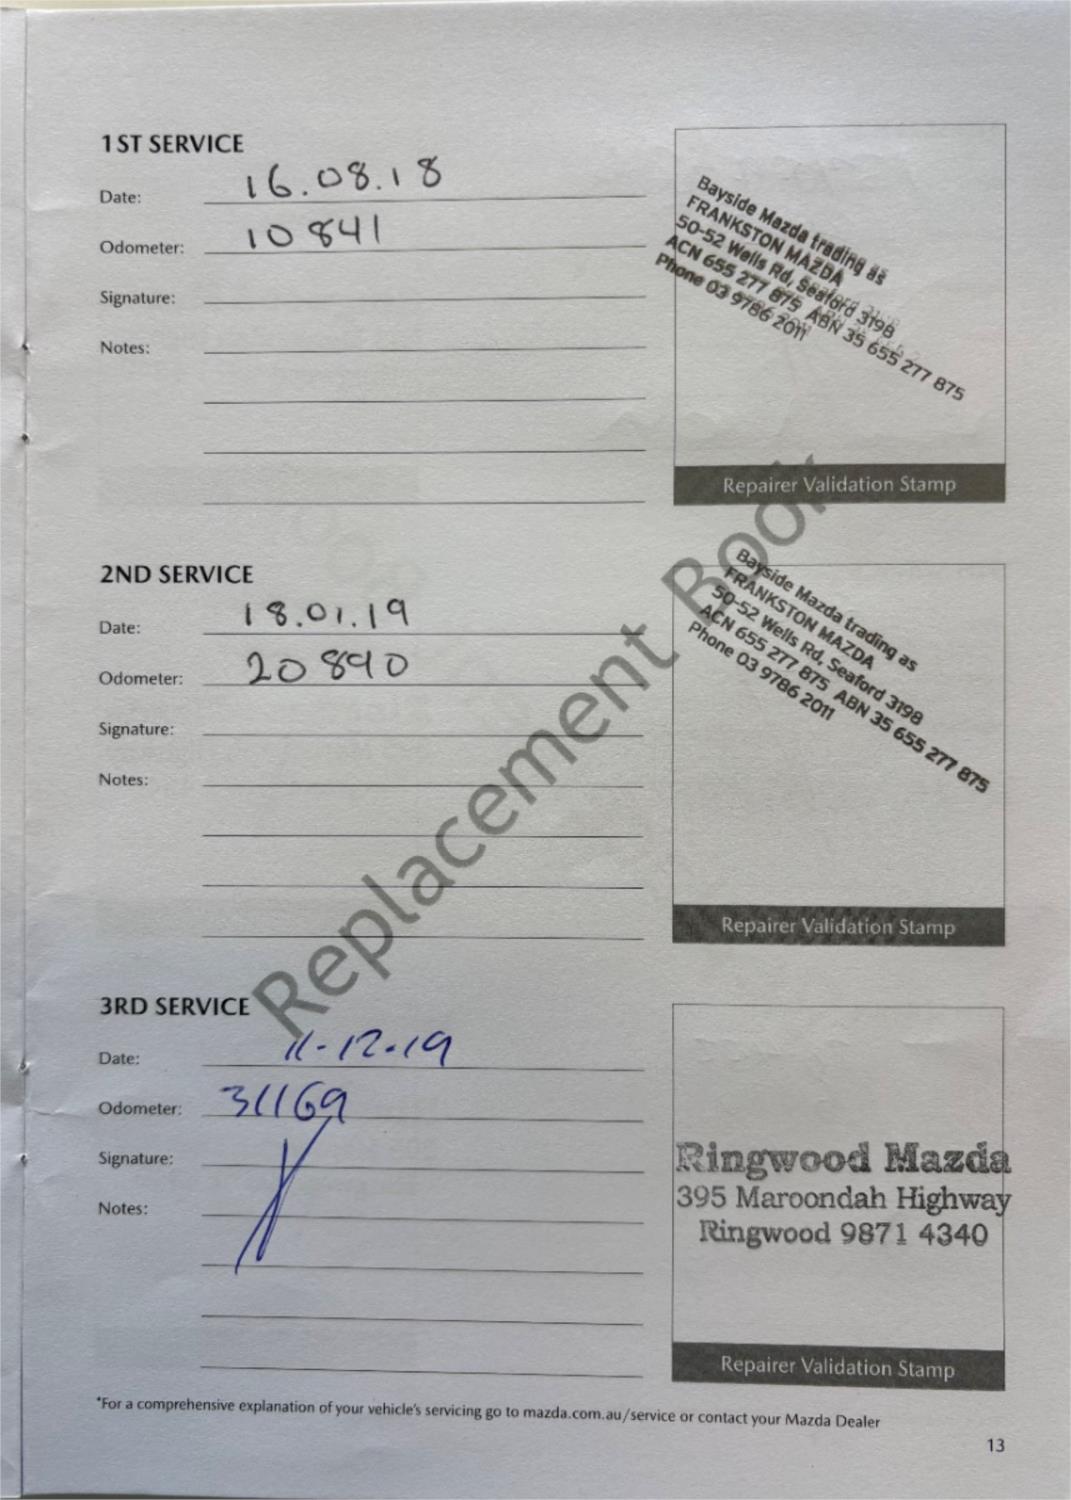 1ST SERVICE
Date: 16.08.18
Odometer: 10841
Signature:
Notes:
Bayside Mazda trading as
FRANKSTON MAZDA
50-52 Wells Rd, Seaford 3198
ACN 655 277 875 ABN 35 655 277 875
Phone 03 9786 2011
Repairer Validation Stamp
2ND SERVICE
Date: 18.01.19
Odometer: 20890
Signature:
Notes:
Bayside Mazda trading as
FRANKSTON MAZDA
50-52 Wells Rd, Seaford 3198
ACN 655 277 875 ABN 35 655 277 875
Phone 03 9786 2011
Repairer Validation Stamp
Replacement Book
3RD SERVICE
Date: 11-12-19
Odometer: 31169
Signature:
Notes:
Ringwood Mazda
395 Maroondah Highway
Ringwood 9871 4340
Repairer Validation Stamp
*For a comprehensive explanation of your vehicle's servicing go to mazda.com.au/service or contact your Mazda Dealer
13